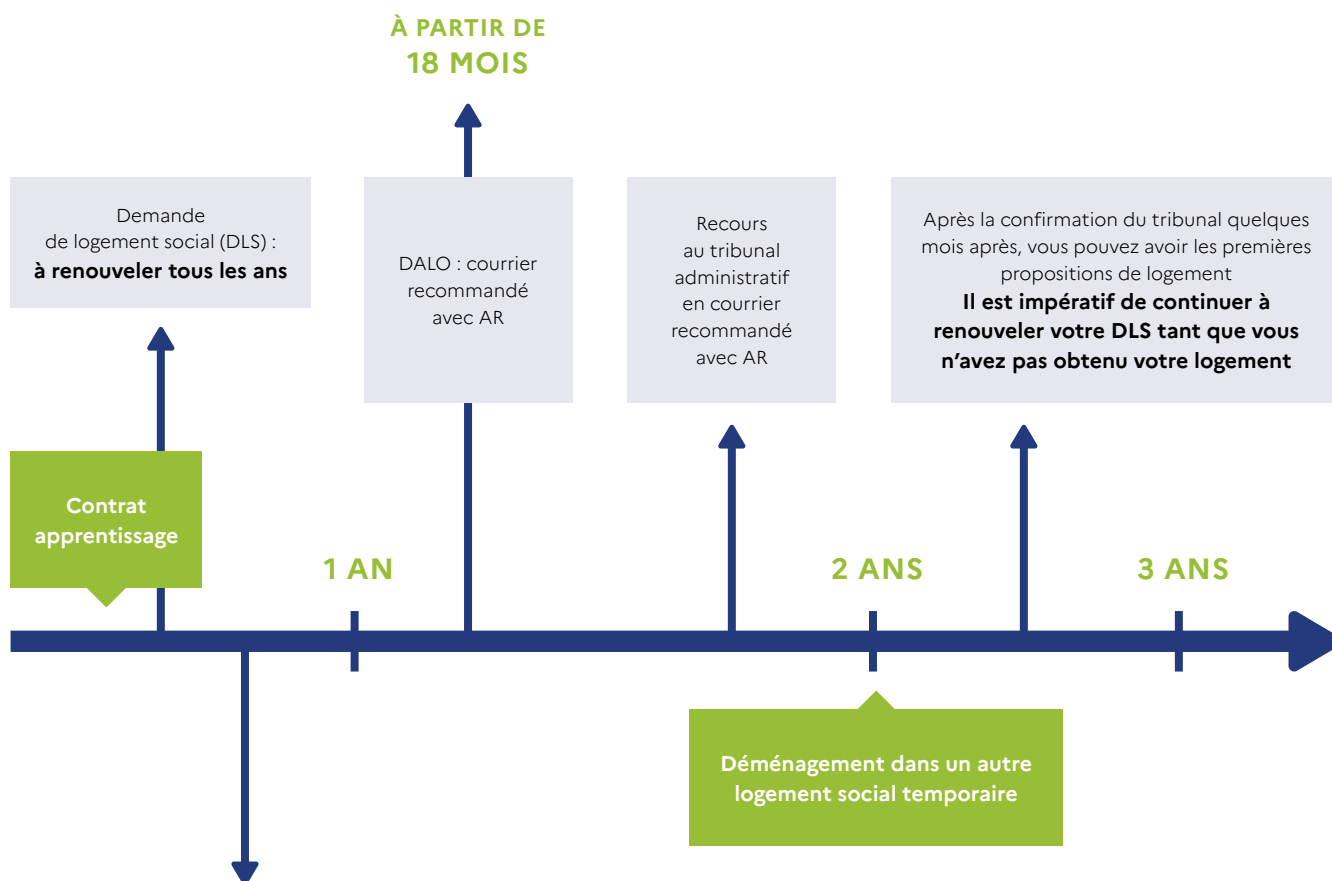 À PARTIR DE
18 MOIS
Demande
de logement social (DLS) :
à renouveler tous les ans
DALO : courrier
recommandé
avec AR
Recours
au tribunal
administratif
en courrier
recommandé
avec AR
Après la confirmation du tribunal quelques
mois après, vous pouvez avoir les premières
propositions de logement
Il est impératif de continuer à
renouveler votre DLS tant que vous
n’avez pas obtenu votre logement
Contrat
apprentissage
1 AN
2 ANS
3 ANS
Déménagement dans un autre
logement social temporaire